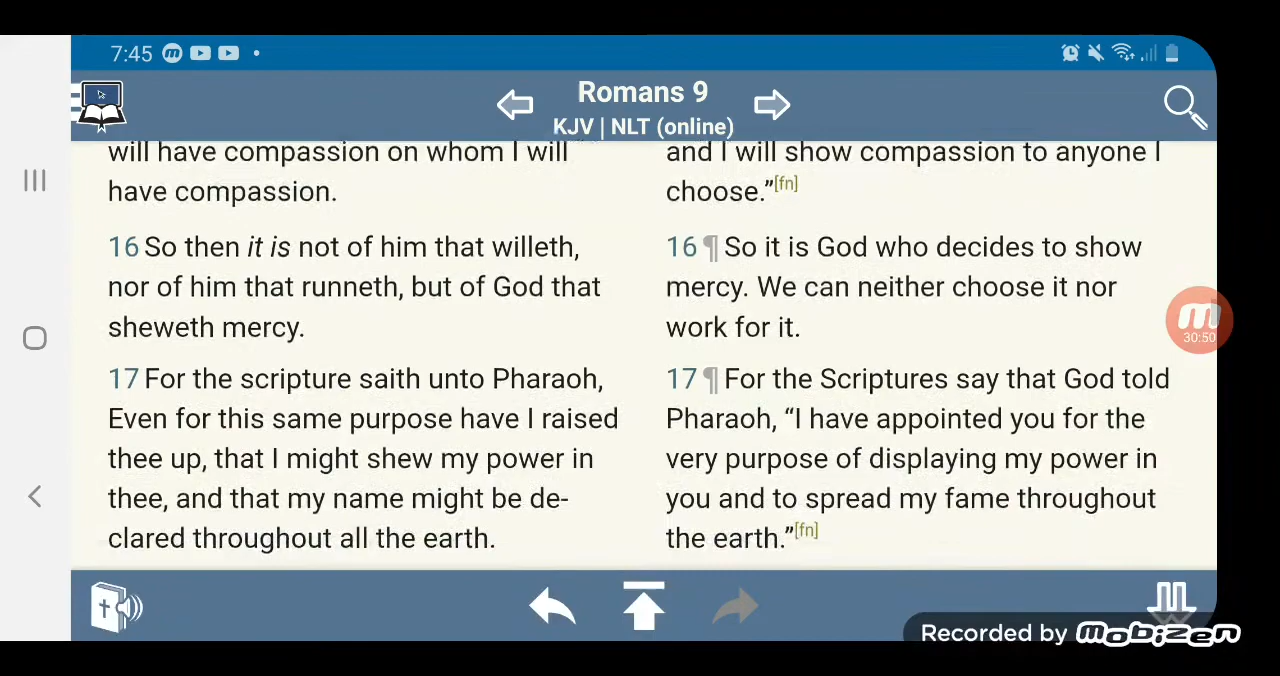 7:45
Romans 9
KJV | NLT (online)
will have compassion on whom I will
have compassion.
16 So then it is not of him that willeth,
nor of him that runneth, but of God that
sheweth mercy.
17 For the scripture saith unto Pharaoh,
Even for this same purpose have I raised
thee up, that I might shew my power in
thee, and that my name might be de-
clared throughout all the earth.
and I will show compassion to anyone I
choose.”[fn]
16 ¶ So it is God who decides to show
mercy. We can neither choose it nor
work for it.
17 ¶ For the Scriptures say that God told
Pharaoh, “I have appointed you for the
very purpose of displaying my power in
you and to spread my fame throughout
the earth.”[fn]
30:50
Recorded by Mobizen